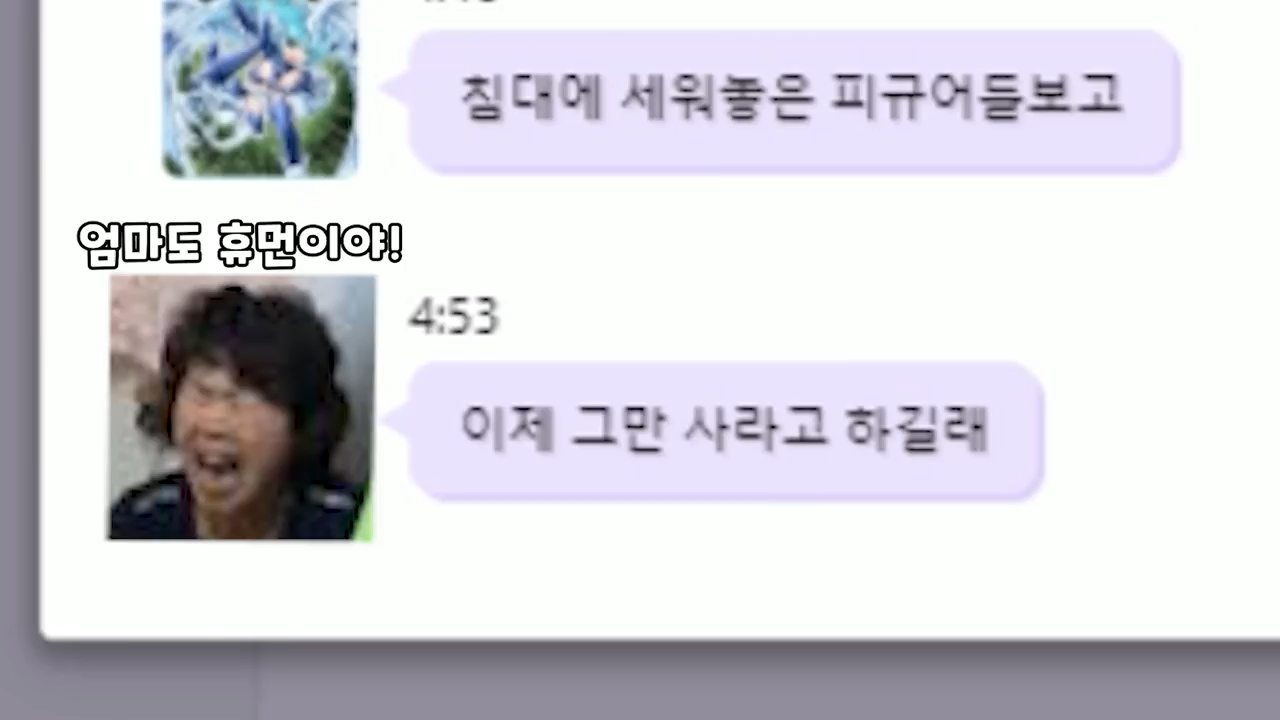 침대에 세워놓은 피규어들보고
엄마도 휴먼이야!
4:53
이제 그만 사라고 하길래